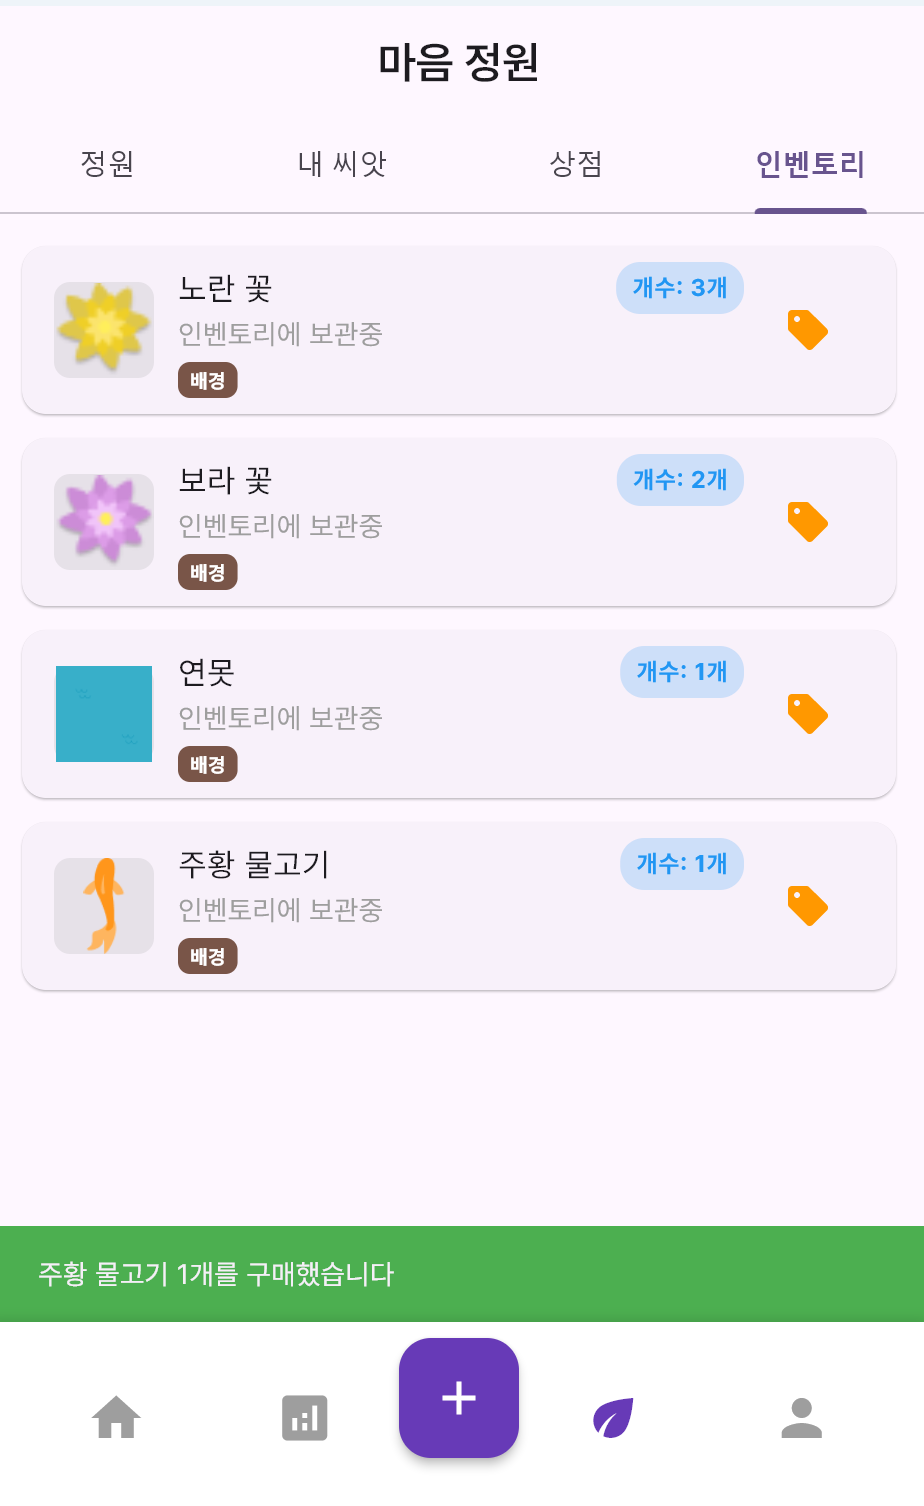 마음 정원
정원
내 씨앗
상점
인벤토리
노란 꽃
개수: 3개
인벤토리에 보관중
배경
보라 꽃
개수: 2개
인벤토리에 보관중
배경
연못
개수: 1개
인벤토리에 보관중
배경
주황 물고기
개수: 1개
인벤토리에 보관중
배경
주황 물고기 1개를 구매했습니다